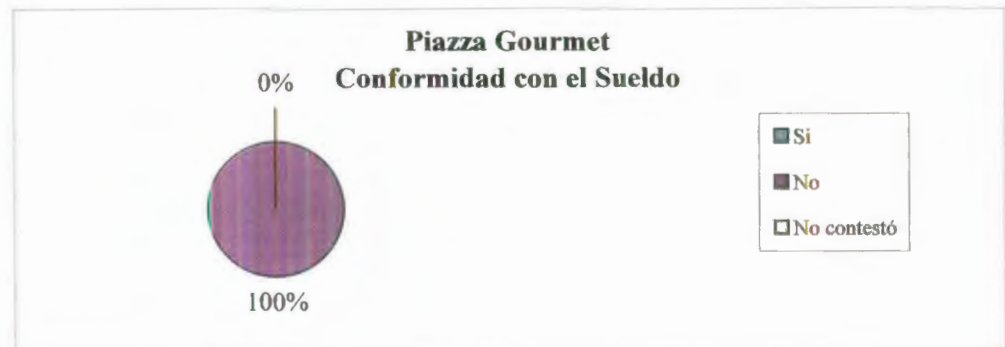 Piazza Gourmet
Conformidad con el Sueldo
0%
100%
Si
No
No contestó